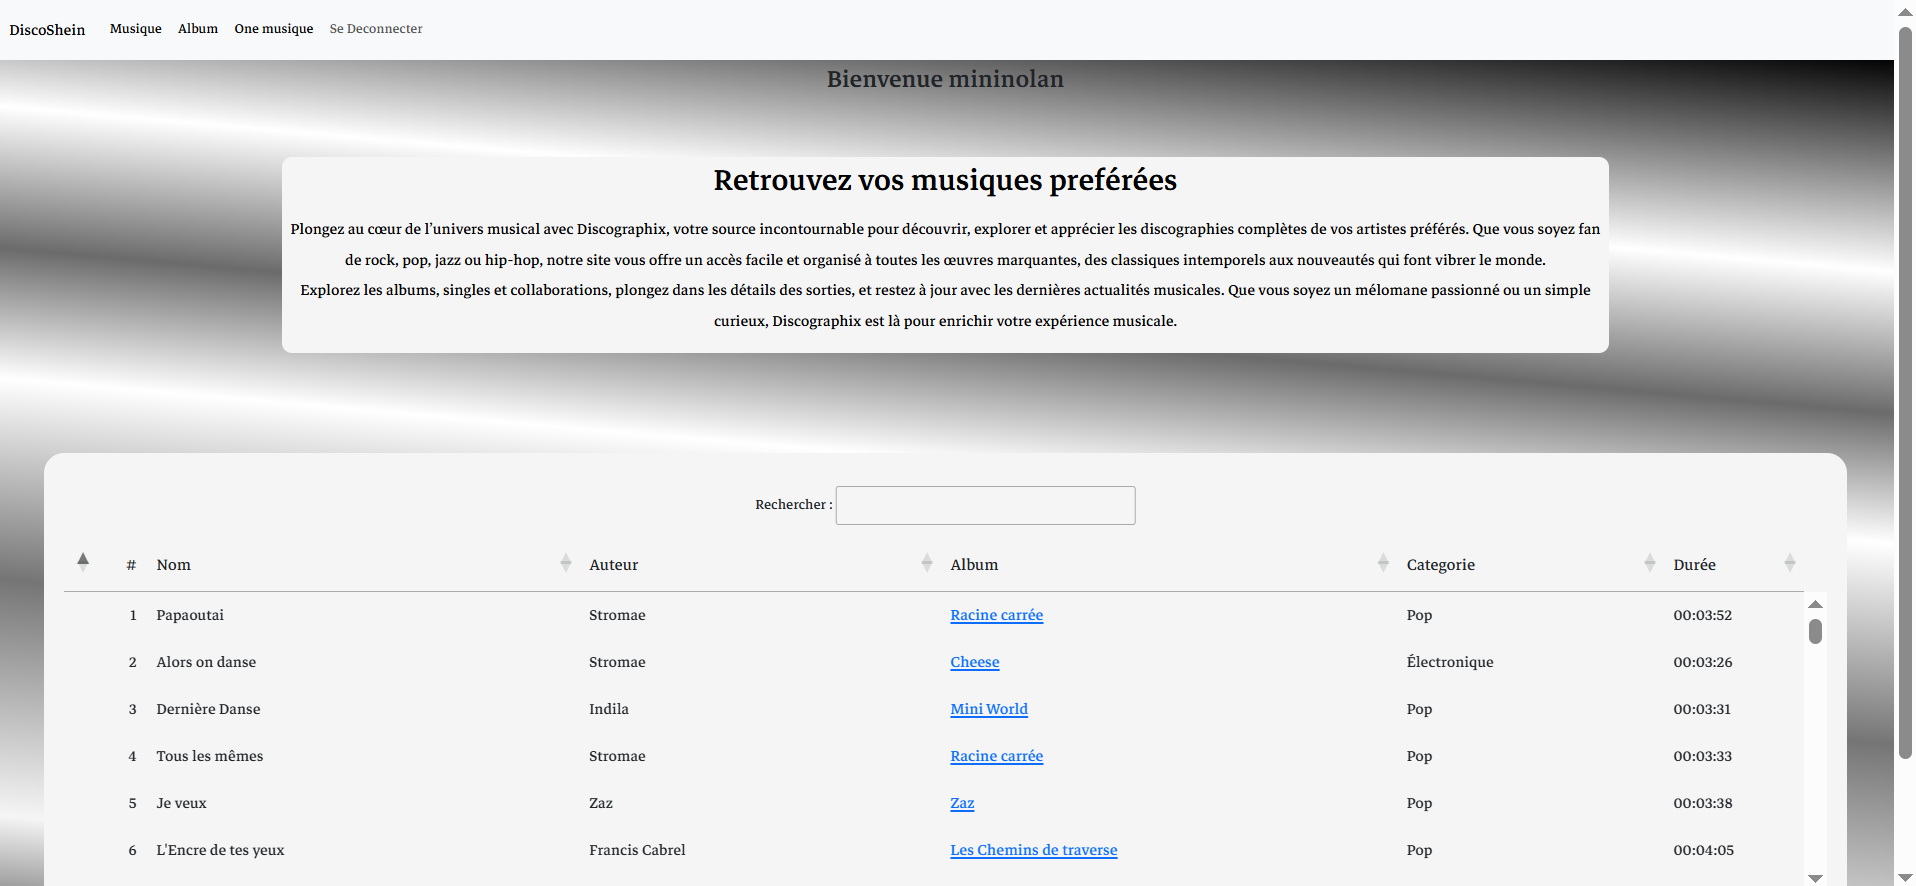 DiscoShein Musique Album One musique Se Deconnecter
Bienvenue mininolan
Retrouvez vos musiques preférées
Plongez au cœur de l'univers musical avec Discographix, votre source incontournable pour découvrir, explorer et apprécier les discographies complètes de vos artistes préférés. Que vous soyez fan
de rock, pop, jazz ou hip-hop, notre site vous offre un accès facile et organisé à toutes les œuvres marquantes, des classiques intemporels aux nouveautés qui font vibrer le monde.
Explorez les albums, singles et collaborations, plongez dans les détails des sorties, et restez à jour avec les dernières actualités musicales. Que vous soyez un mélomane passionné ou un simple
curieux, Discographix est là pour enrichir votre expérience musicale.
Rechercher :
# Nom Auteur Album Categorie Durée
1 Papaoutai Stromae Racine carrée Pop 00:03:52
2 Alors on danse Stromae Cheese Électronique 00:03:26
3 Dernière Danse Indila Mini World Pop 00:03:31
4 Tous les mêmes Stromae Racine carrée Pop 00:03:33
5 Je veux Zaz Zaz Pop 00:03:38
6 L'Encre de tes yeux Francis Cabrel Les Chemins de traverse Pop 00:04:05